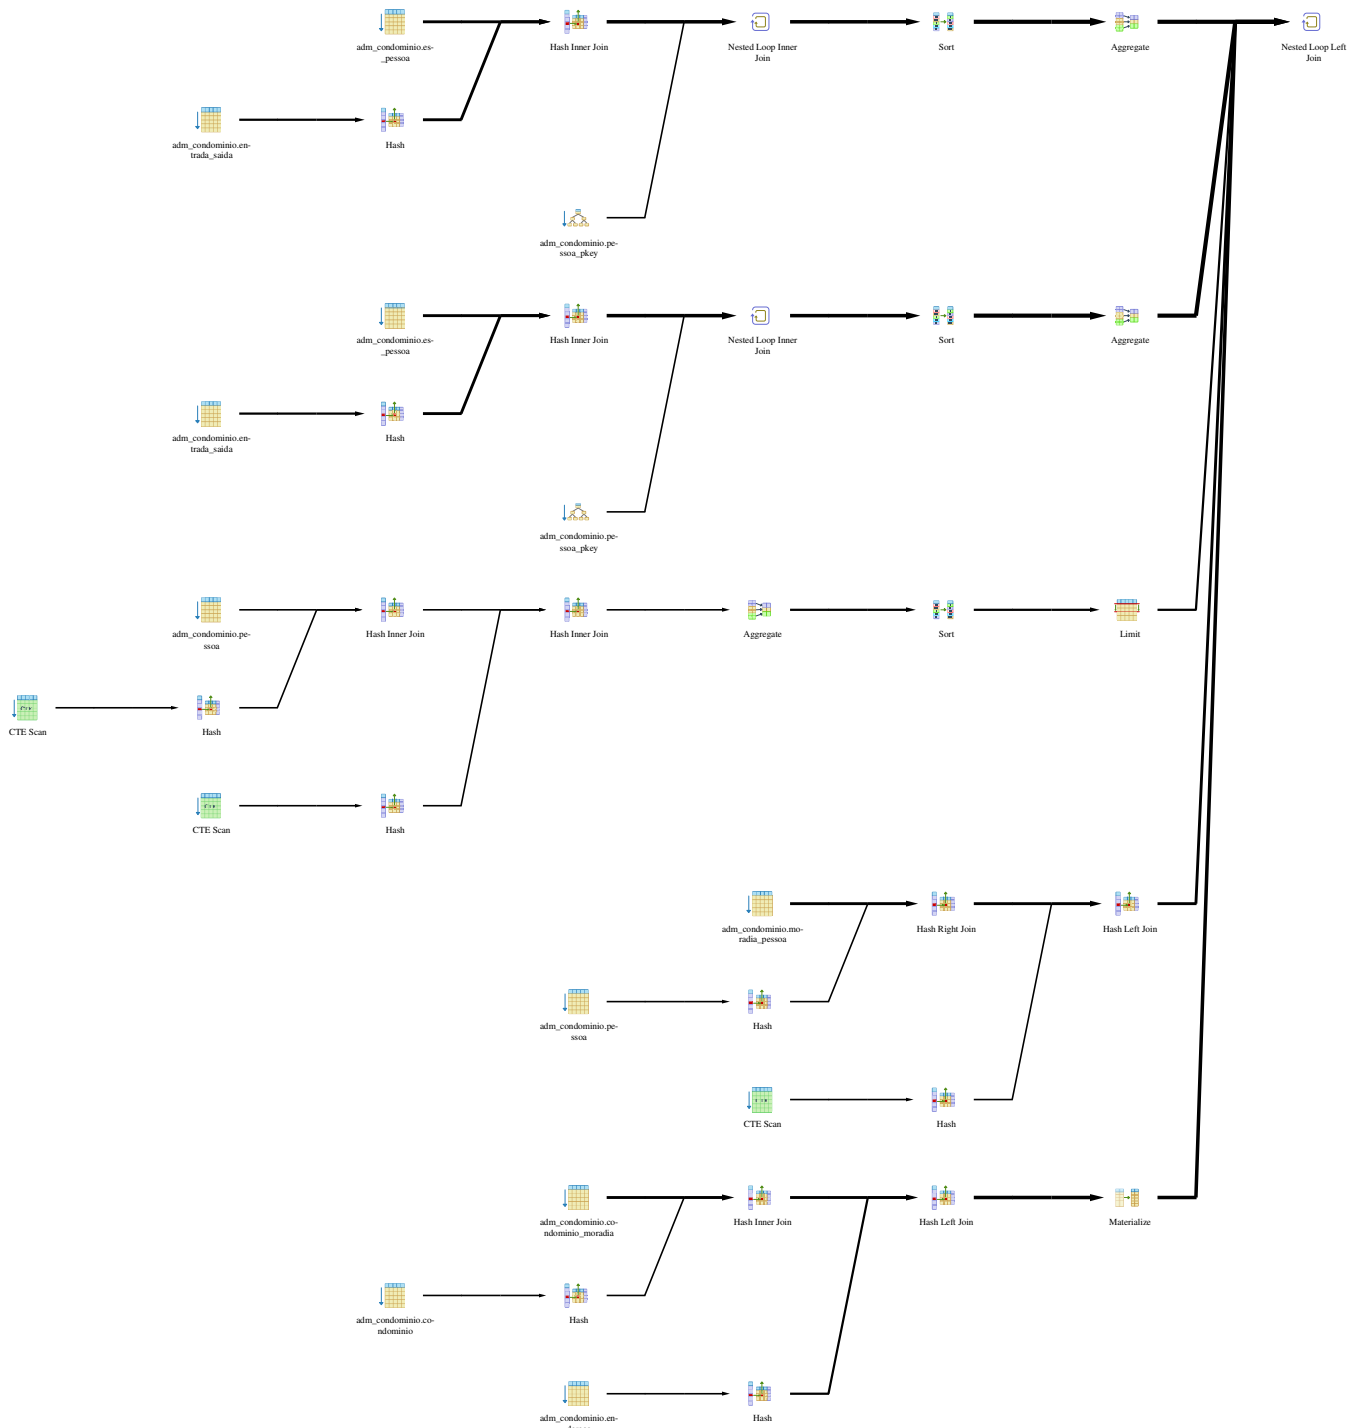 adm_condominio.es-
_pessoa
Hash Inner Join
Nested Loop Inner
Join
Sort
Aggregate
Nested Loop Left
Join
adm_condominio.en-
trada_saida
Hash
adm_condominio.pe-
ssoa_pkey
adm_condominio.es-
_pessoa
Hash Inner Join
Nested Loop Inner
Join
Sort
Aggregate
adm_condominio.en-
trada_saida
Hash
adm_condominio.pe-
ssoa_pkey
adm_condominio.pe-
ssoa
Hash Inner Join
Hash Inner Join
Aggregate
Sort
Limit
CTE Scan
Hash
CTE Scan
Hash
adm_condominio.mo-
radia_pessoa
Hash Right Join
Hash Left Join
adm_condominio.pe-
ssoa
Hash
CTE Scan
Hash
adm_condominio.co-
ndominio_moradia
Hash Inner Join
Hash Left Join
Materialize
adm_condominio.co-
ndominio
Hash
adm_condominio.en-
Hash